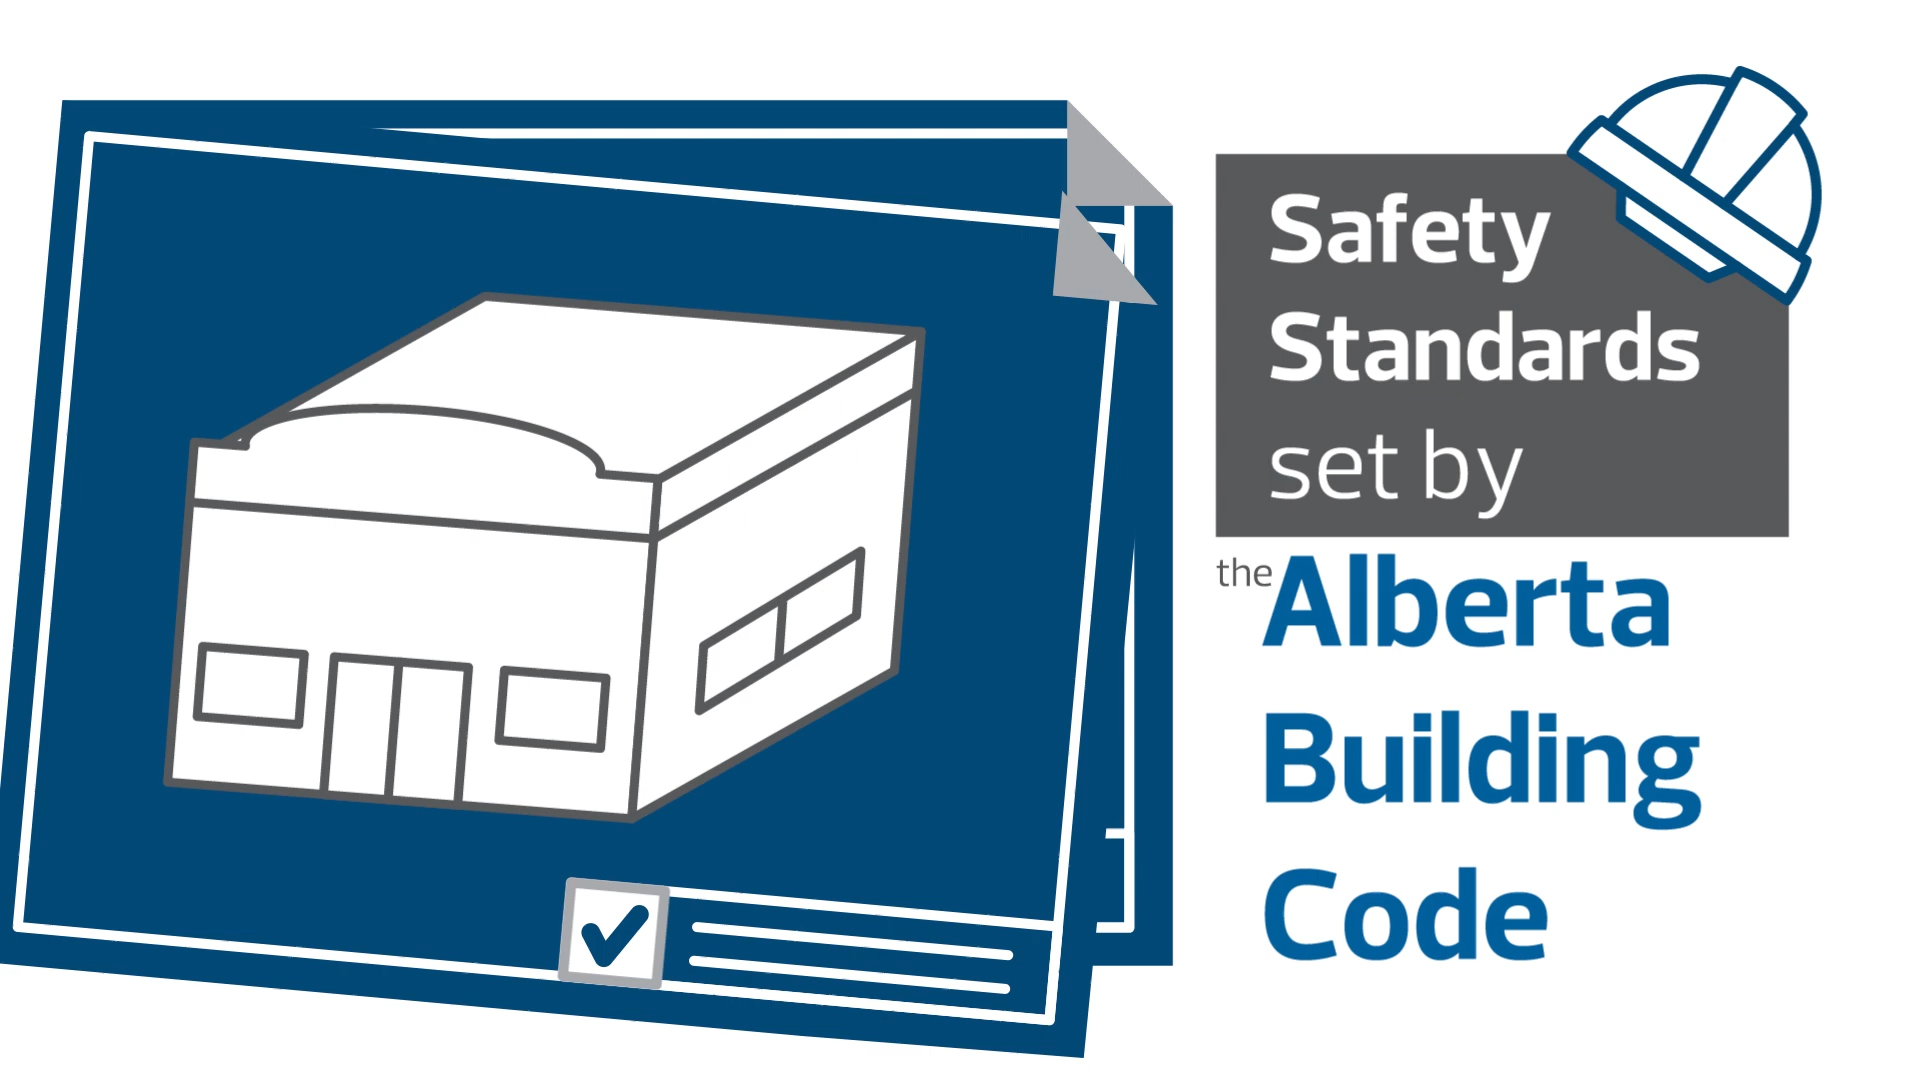 Safety
Standards
set by
the Alberta
Building
Code